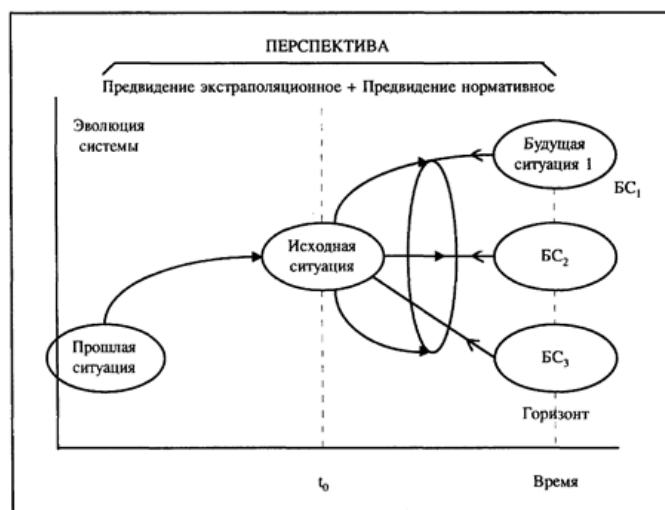 ПЕРСПЕКТИВА
Предвидение экстраполяционное + Предвидение нормативное
Эволюция
системы
Будущая
ситуация 1
БС₁
Исходная
ситуация
БС₂
Прошлая
ситуация
БС₃
Горизонт
t₀
Время